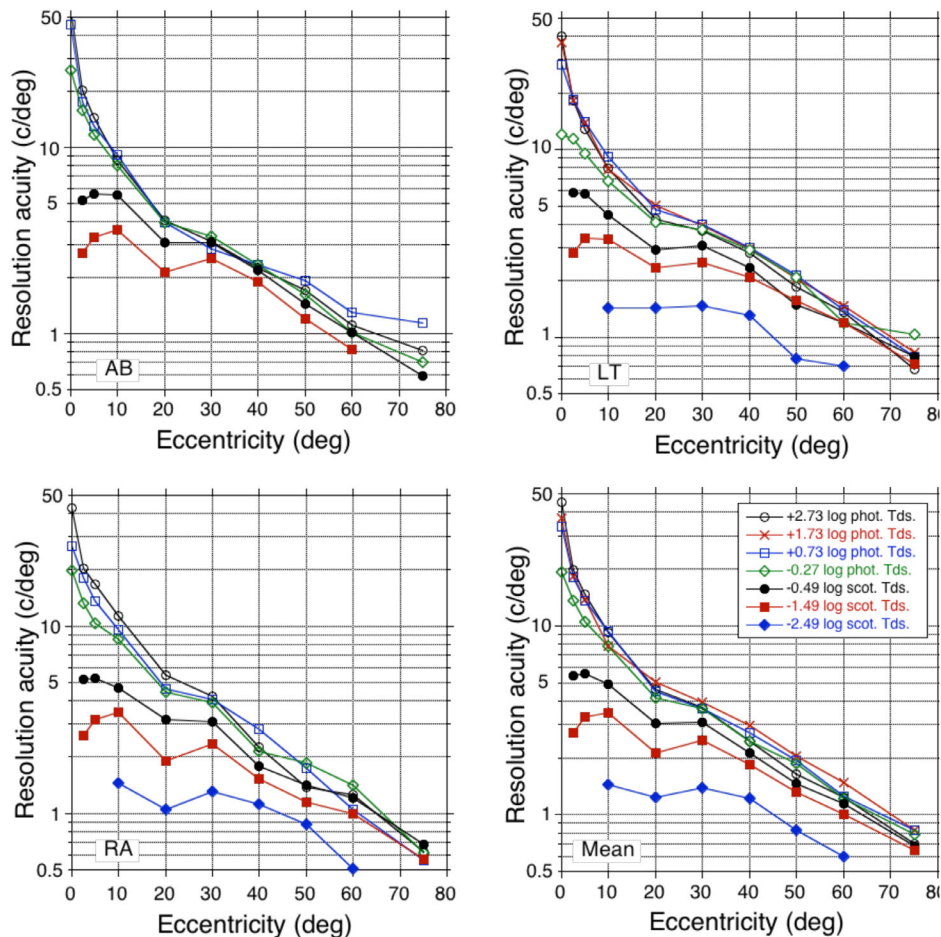 50
10
5
1
0.5
Resolution acuity (c/deg)
AB
0 10 20 30 40 50 60 70 80
Eccentricity (deg)
50
10
5
1
0.5
Resolution acuity (c/deg)
LT
0 10 20 30 40 50 60 70 80
Eccentricity (deg)
50
10
5
1
0.5
Resolution acuity (c/deg)
RA
0 10 20 30 40 50 60 70 80
Eccentricity (deg)
50
10
5
1
0.5
Resolution acuity (c/deg)
+2.73 log phot. Tds.
+1.73 log phot. Tds.
+0.73 log phot. Tds.
-0.27 log phot. Tds.
-0.49 log scot. Tds.
-1.49 log scot. Tds.
-2.49 log scot. Tds.
Mean
0 10 20 30 40 50 60 70 80
Eccentricity (deg)